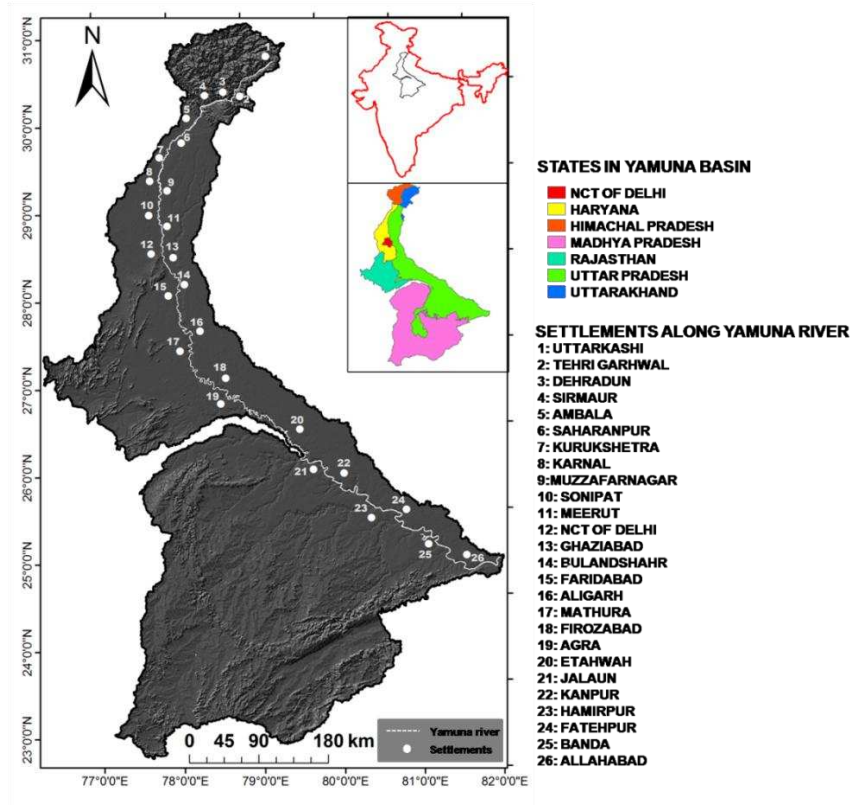 N
31°0'0"N
30°0'0"N
29°0'0"N
28°0'0"N
27°0'0"N
26°0'0"N
25°0'0"N
24°0'0"N
23°0'0"N
77°0'0"E
78°0'0"E
79°0'0"E
80°0'0"E
81°0'0"E
82°0'0"E
1
4
3
5
6
7
8
9
10
11
12
13
14
15
16
17
18
19
20
21
22
23
24
25
26
0 45 90 180 km
Yamuna river
Settlements
STATES IN YAMUNA BASIN
NCT OF DELHI
HARYANA
HIMACHAL PRADESH
MADHYA PRADESH
RAJASTHAN
UTTAR PRADESH
UTTARAKHAND
SETTLEMENTS ALONG YAMUNA RIVER
1: UTTARKASHI
2: TEHRI GARHWAL
3: DEHRADUN
4: SIRMAUR
5: AMBALA
6: SAHARANPUR
7: KURUKSHETRA
8: KARNAL
9:MUZZAFARNAGAR
10: SONIPAT
11: MEERUT
12: NCT OF DELHI
13: GHAZIABAD
14: BULANDSHAHR
15: FARIDABAD
16: ALIGARH
17: MATHURA
18: FIROZABAD
19: AGRA
20: ETAHWAH
21: JALAUN
22: KANPUR
23: HAMIRPUR
24: FATEHPUR
25: BANDA
26: ALLAHABAD